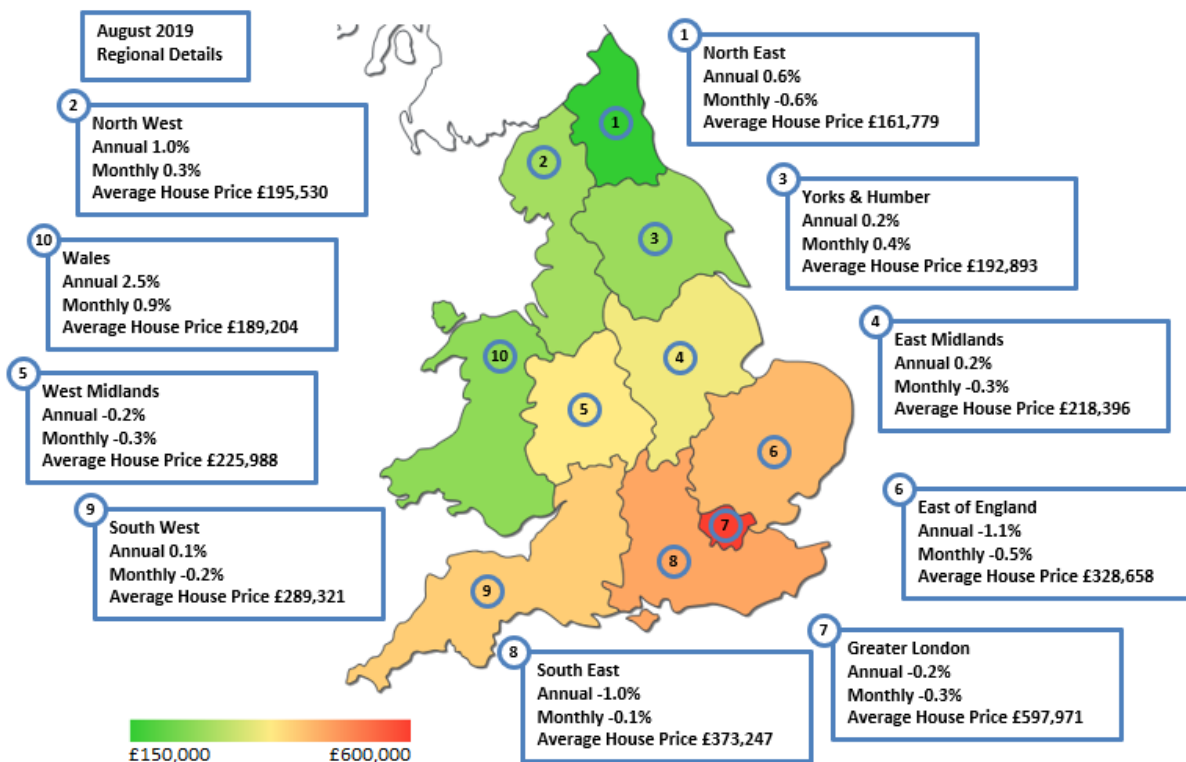 August 2019
Regional Details
1
North East
Annual 0.6%
Monthly -0.6%
Average House Price £161,779
2
North West
Annual 1.0%
Monthly 0.3%
Average House Price £195,530
3
Yorks & Humber
Annual 0.2%
Monthly 0.4%
Average House Price £192,893
10
Wales
Annual 2.5%
Monthly 0.9%
Average House Price £189,204
4
East Midlands
Annual 0.2%
Monthly -0.3%
Average House Price £218,396
5
West Midlands
Annual -0.2%
Monthly -0.3%
Average House Price £225,988
6
East of England
Annual -1.1%
Monthly -0.5%
Average House Price £328,658
9
South West
Annual 0.1%
Monthly -0.2%
Average House Price £289,321
7
Greater London
Annual -0.2%
Monthly -0.3%
Average House Price £597,971
8
South East
Annual -1.0%
Monthly -0.1%
Average House Price £373,247
1
2
3
10
4
5
6
7
8
9
£150,000
£600,000